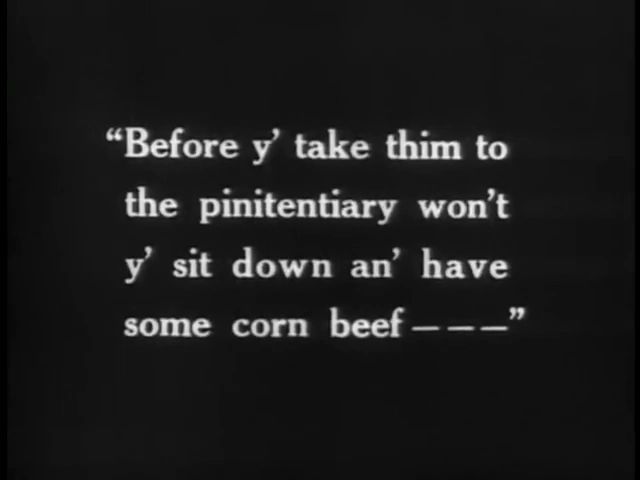 “Before y’ take thim to
the pinitentiary won’t
y’ sit down an’ have
some corn beef———”